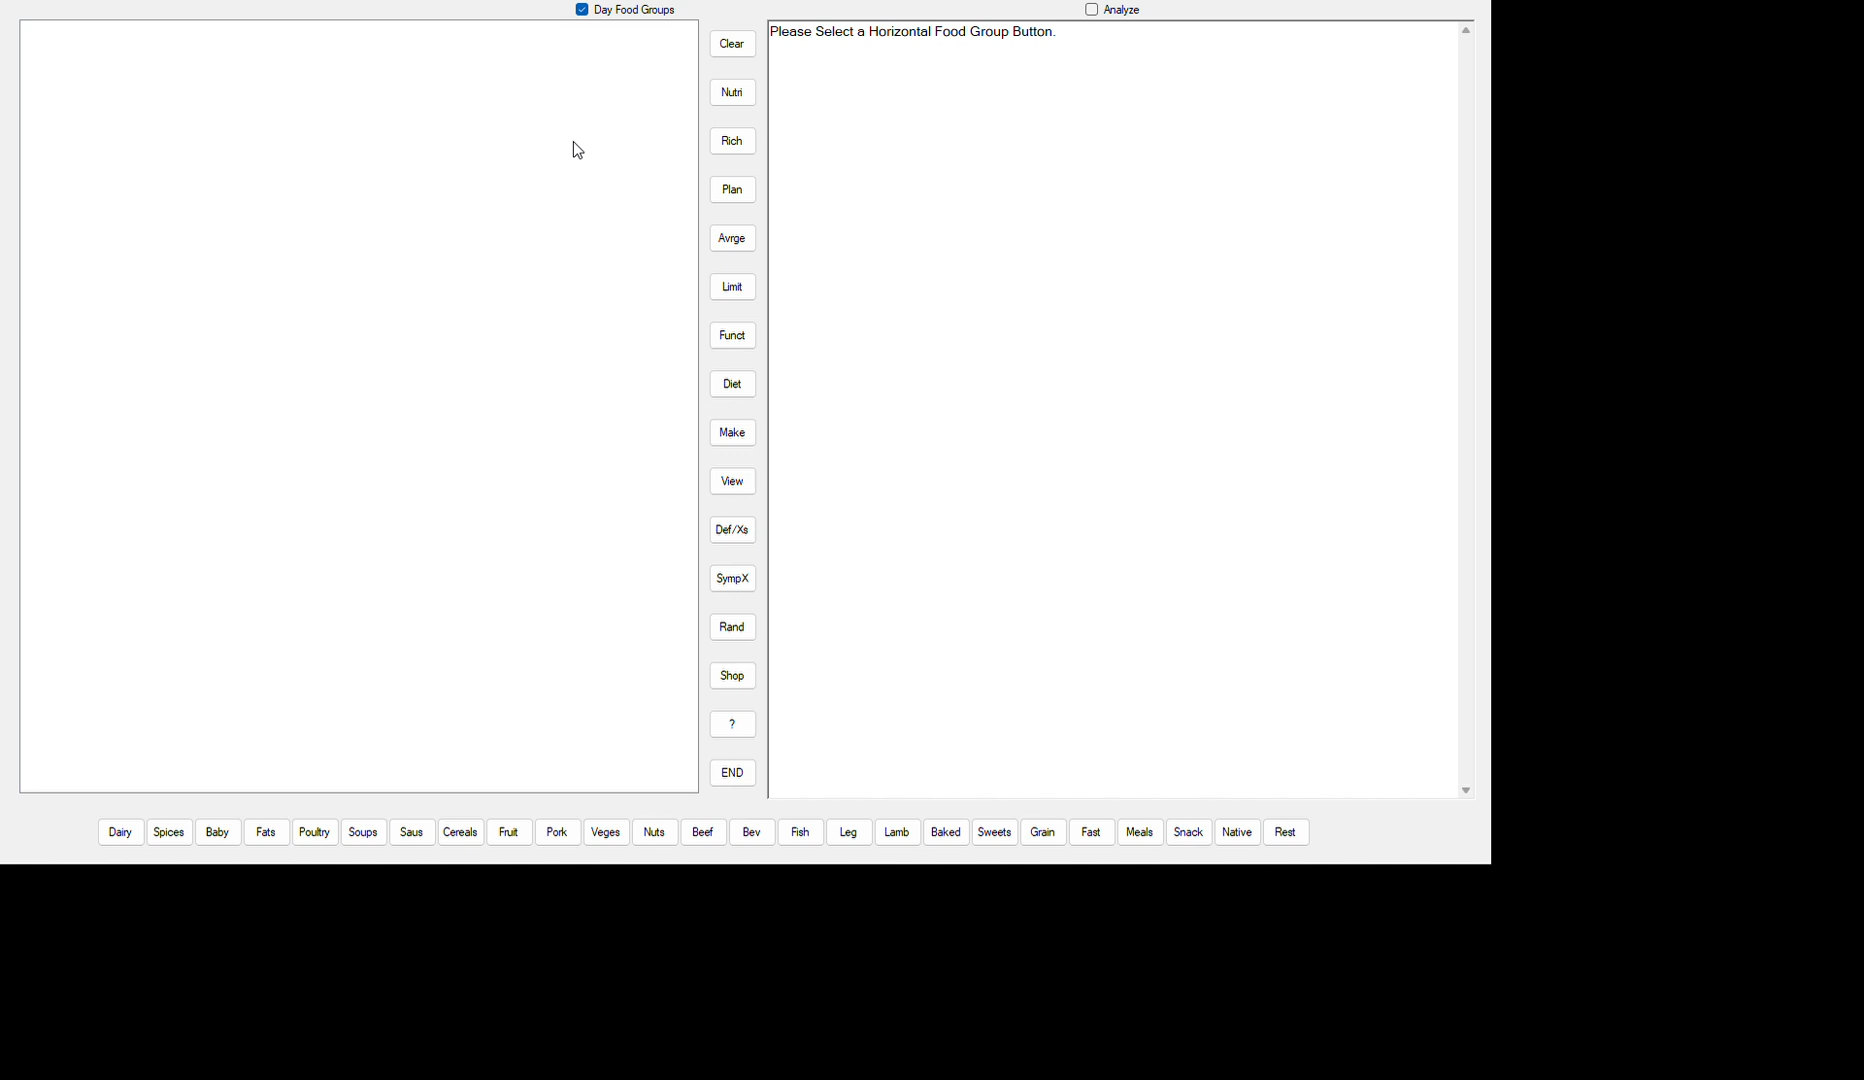 Day Food Groups
Analyze
Please Select a Horizontal Food Group Button.
Clear
Nutri
Rich
Plan
Avrge
Limit
Funct
Diet
Make
View
Def/Xs
SympX
Rand
Shop
?
END
Dairy Spices Baby Fats Poultry Soups Saus Cereals Fruit Pork Veges Nuts Beef Bev Fish Leg Lamb Baked Sweets Grain Fast Meals Snack Native Rest